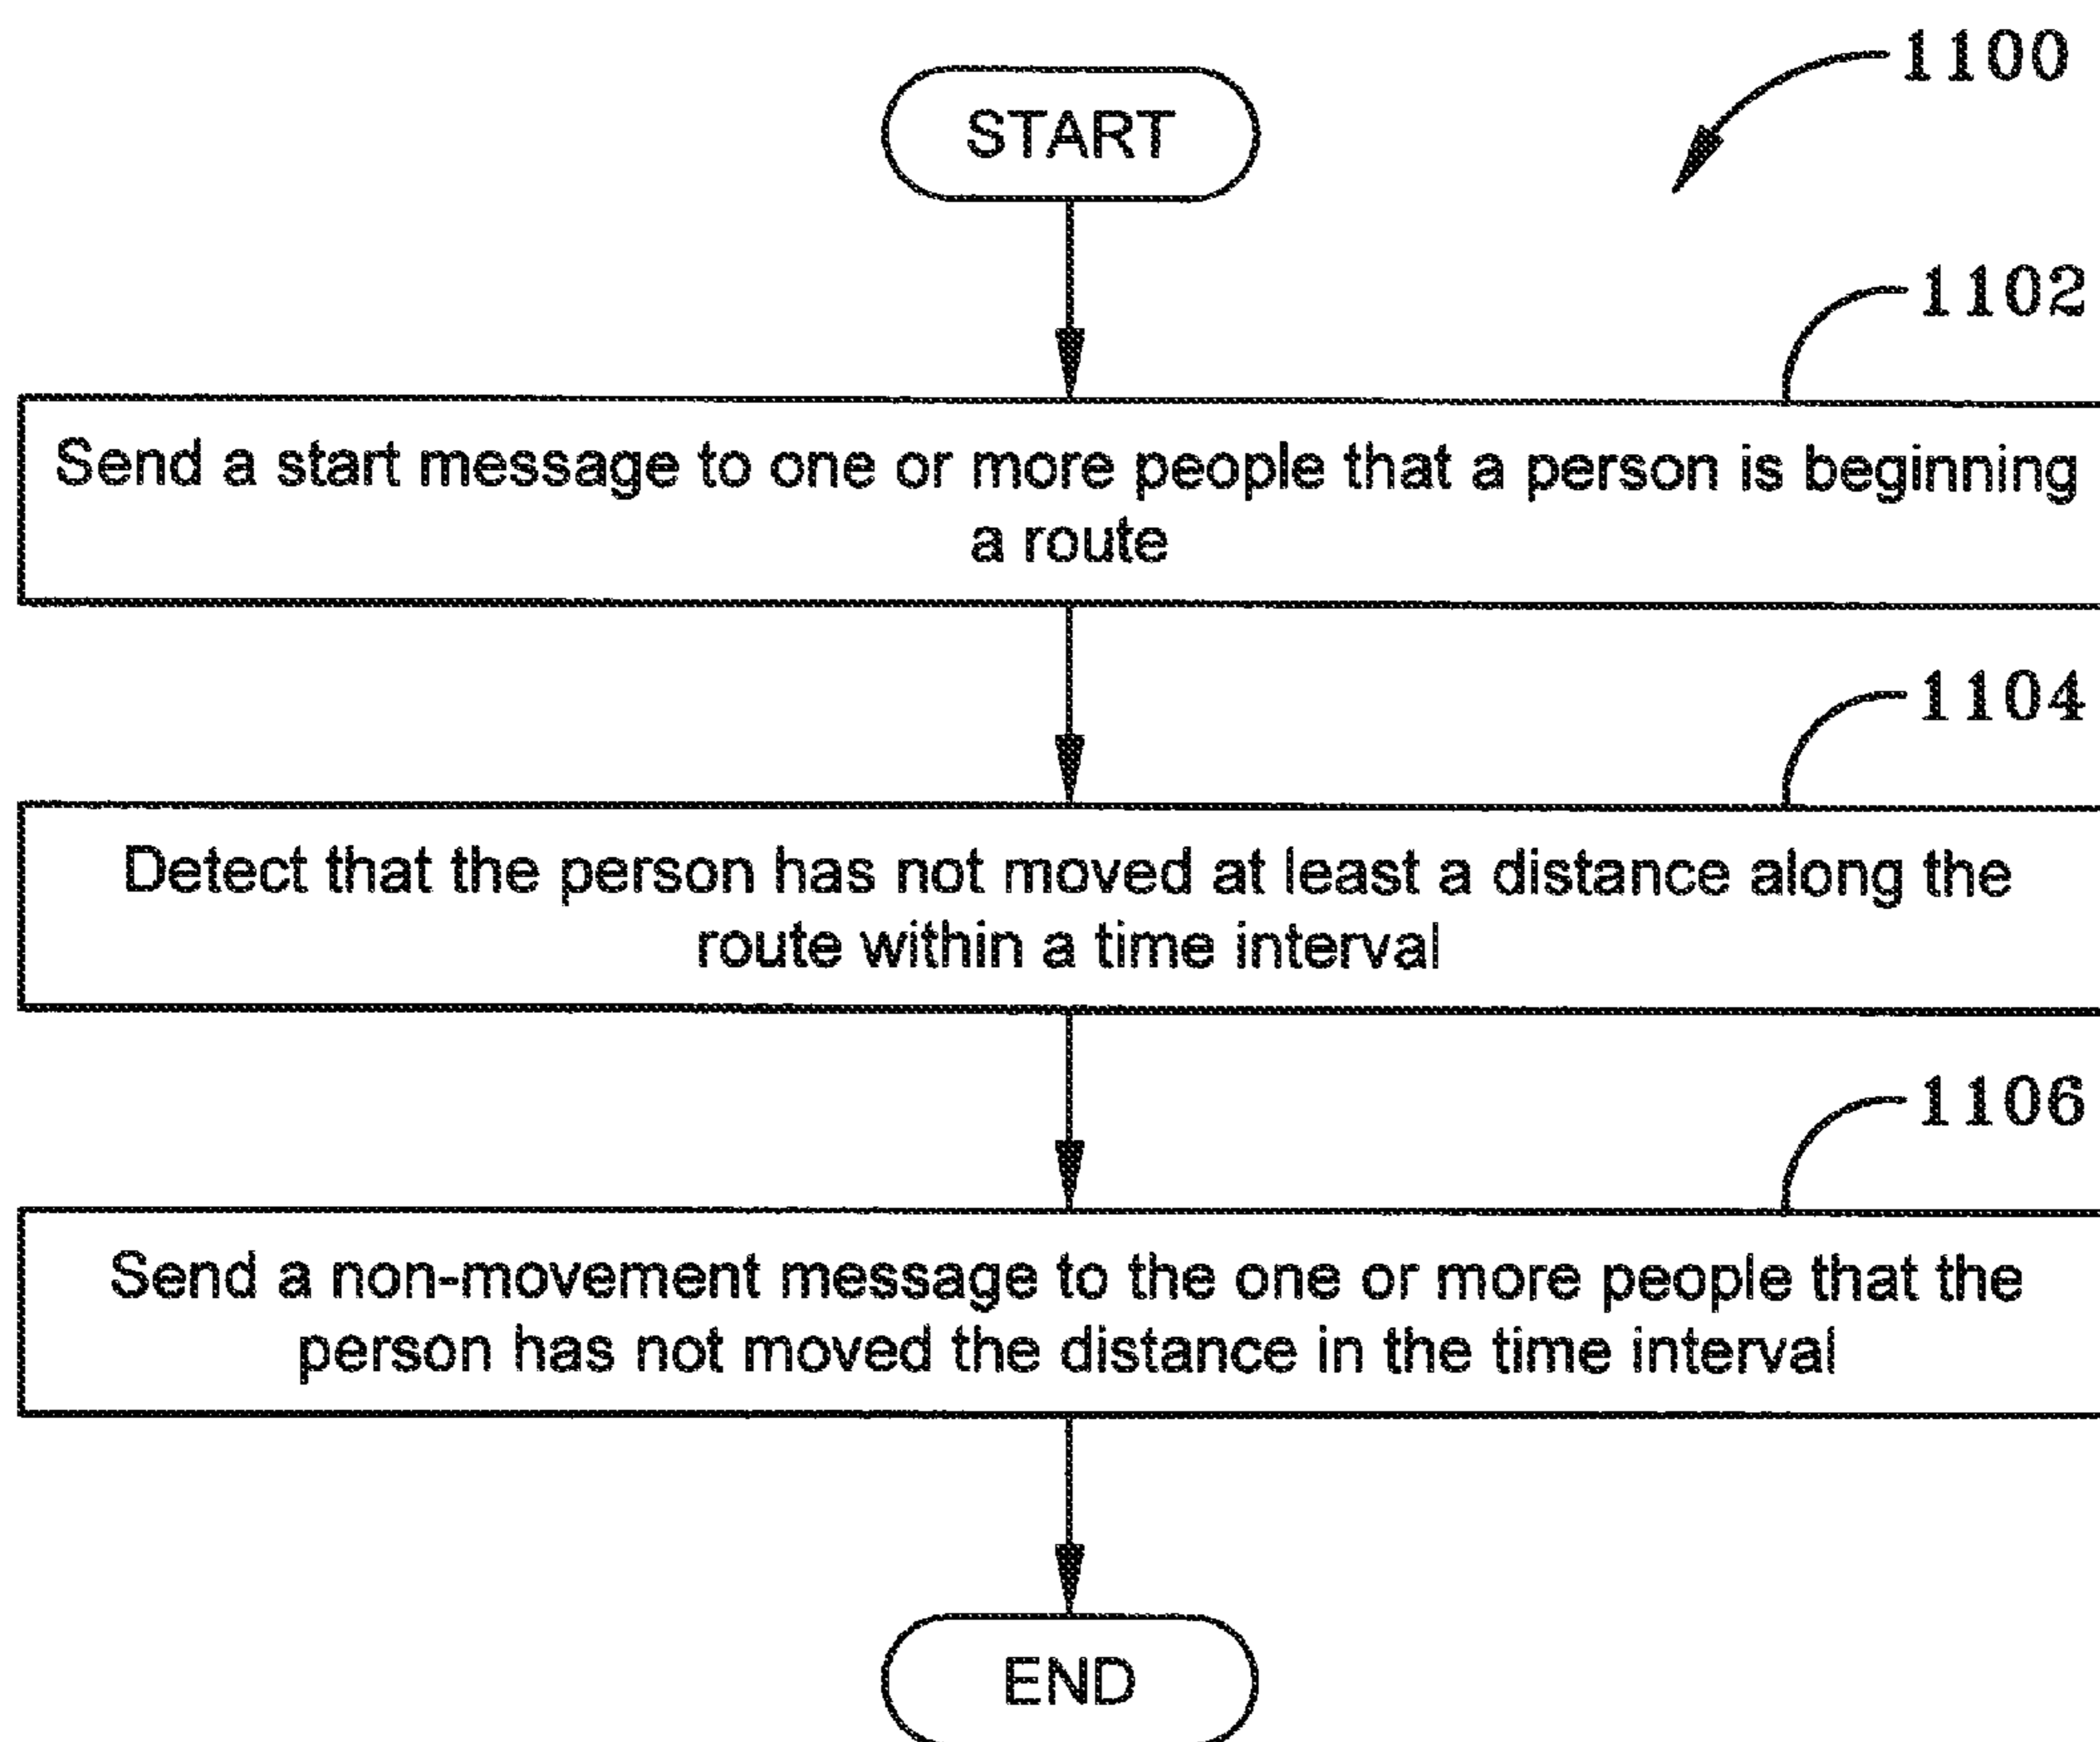 1100
START
1102
Send a start message to one or more people that a person is beginning
a route
1104
Detect that the person has not moved at least a distance along the
route within a time interval
1106
Send a non-movement message to the one or more people that the
person has not moved the distance in the time interval
END